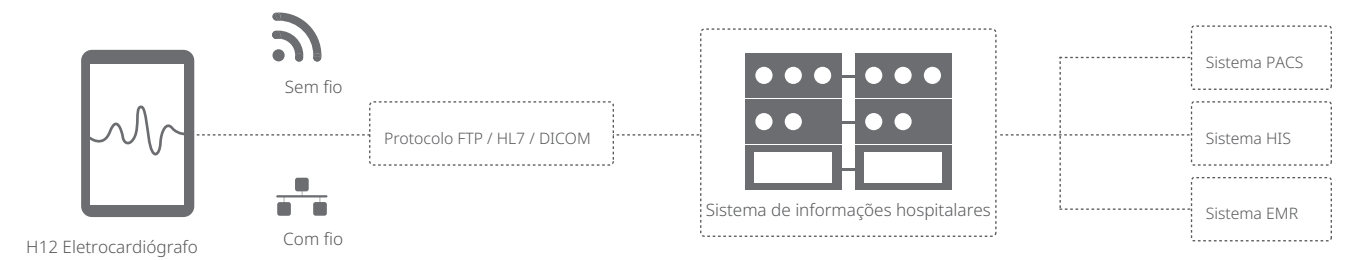 Sem fio
Sistema PACS
Protocolo FTP / HL7 / DICOM
Sistema HIS
Sistema de informações hospitalares
Sistema EMR
Com fio
H12 Eletrocardiógrafo